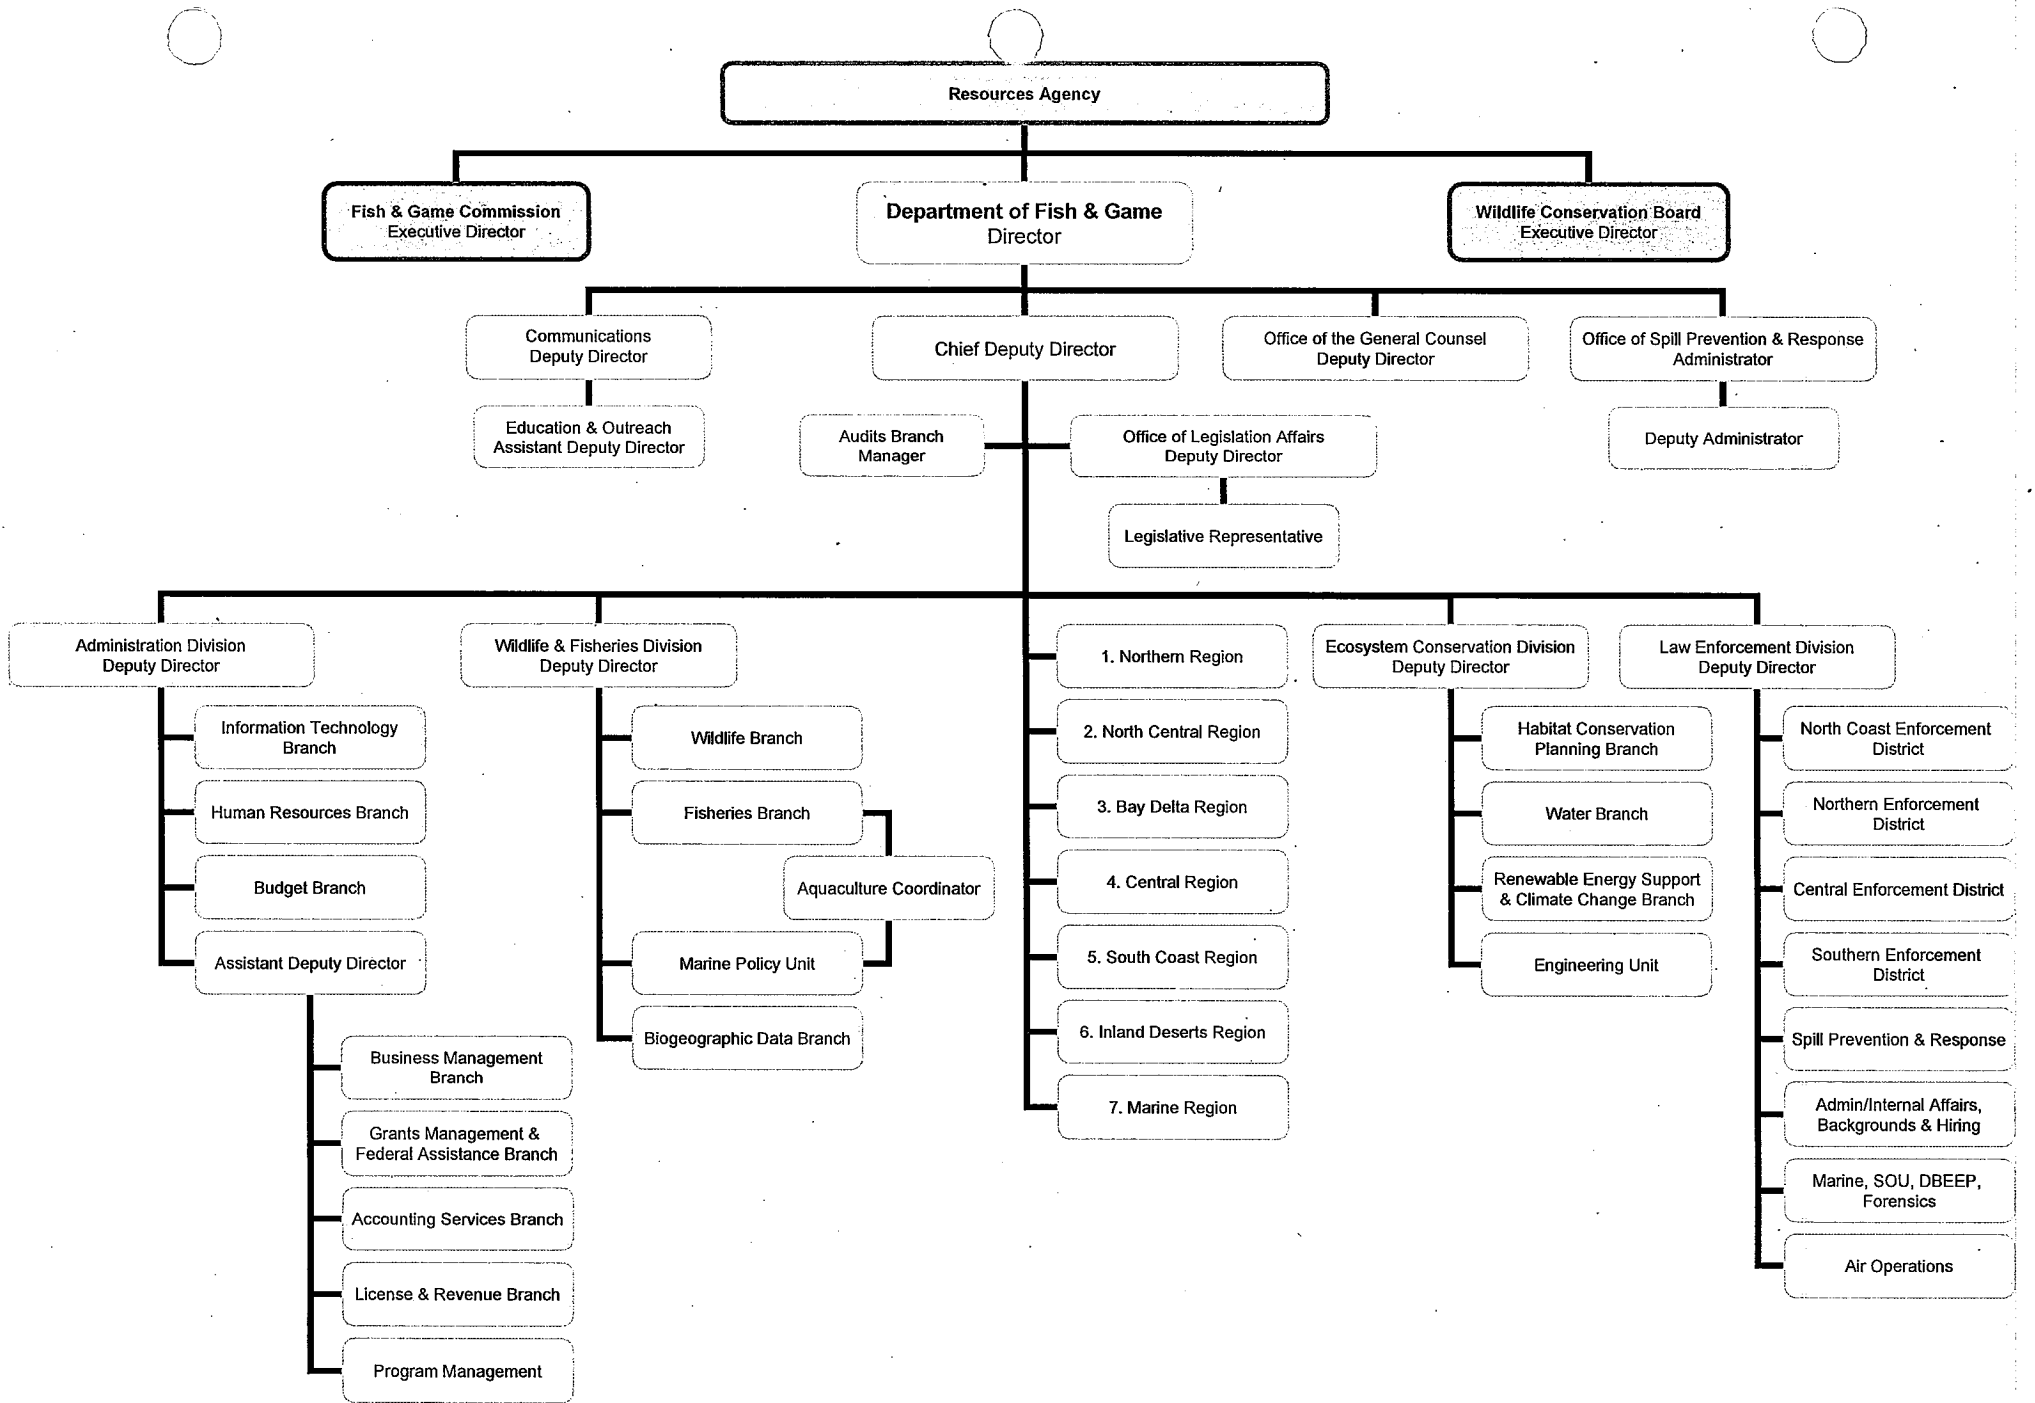 Resources Agency
Fish & Game Commission
Executive Director
Department of Fish & Game
Director
Wildlife Conservation Board
Executive Director
Communications
Deputy Director
Chief Deputy Director
Office of the General Counsel
Deputy Director
Office of Spill Prevention & Response
Administrator
Education & Outreach
Assistant Deputy Director
Audits Branch
Manager
Office of Legislation Affairs
Deputy Director
Deputy Administrator
Legislative Representative
Administration Division
Deputy Director
Information Technology
Branch
Human Resources Branch
Budget Branch
Assistant Deputy Director
Business Management
Branch
Grants Management &
Federal Assistance Branch
Accounting Services Branch
License & Revenue Branch
Program Management
Wildlife & Fisheries Division
Deputy Director
Wildlife Branch
Fisheries Branch
Aquaculture Coordinator
Marine Policy Unit
Biogeographic Data Branch
1. Northern Region
2. North Central Region
3. Bay Delta Region
4. Central Region
5. South Coast Region
6. Inland Deserts Region
7. Marine Region
Ecosystem Conservation Division
Deputy Director
Habitat Conservation
Planning Branch
Water Branch
Renewable Energy Support
& Climate Change Branch
Engineering Unit
Law Enforcement Division
Deputy Director
North Coast Enforcement
District
Northern Enforcement
District
Central Enforcement District
Southern Enforcement
District
Spill Prevention & Response
Admin/Internal Affairs,
Backgrounds & Hiring
Marine, SOU, DBEEP,
Forensics
Air Operations